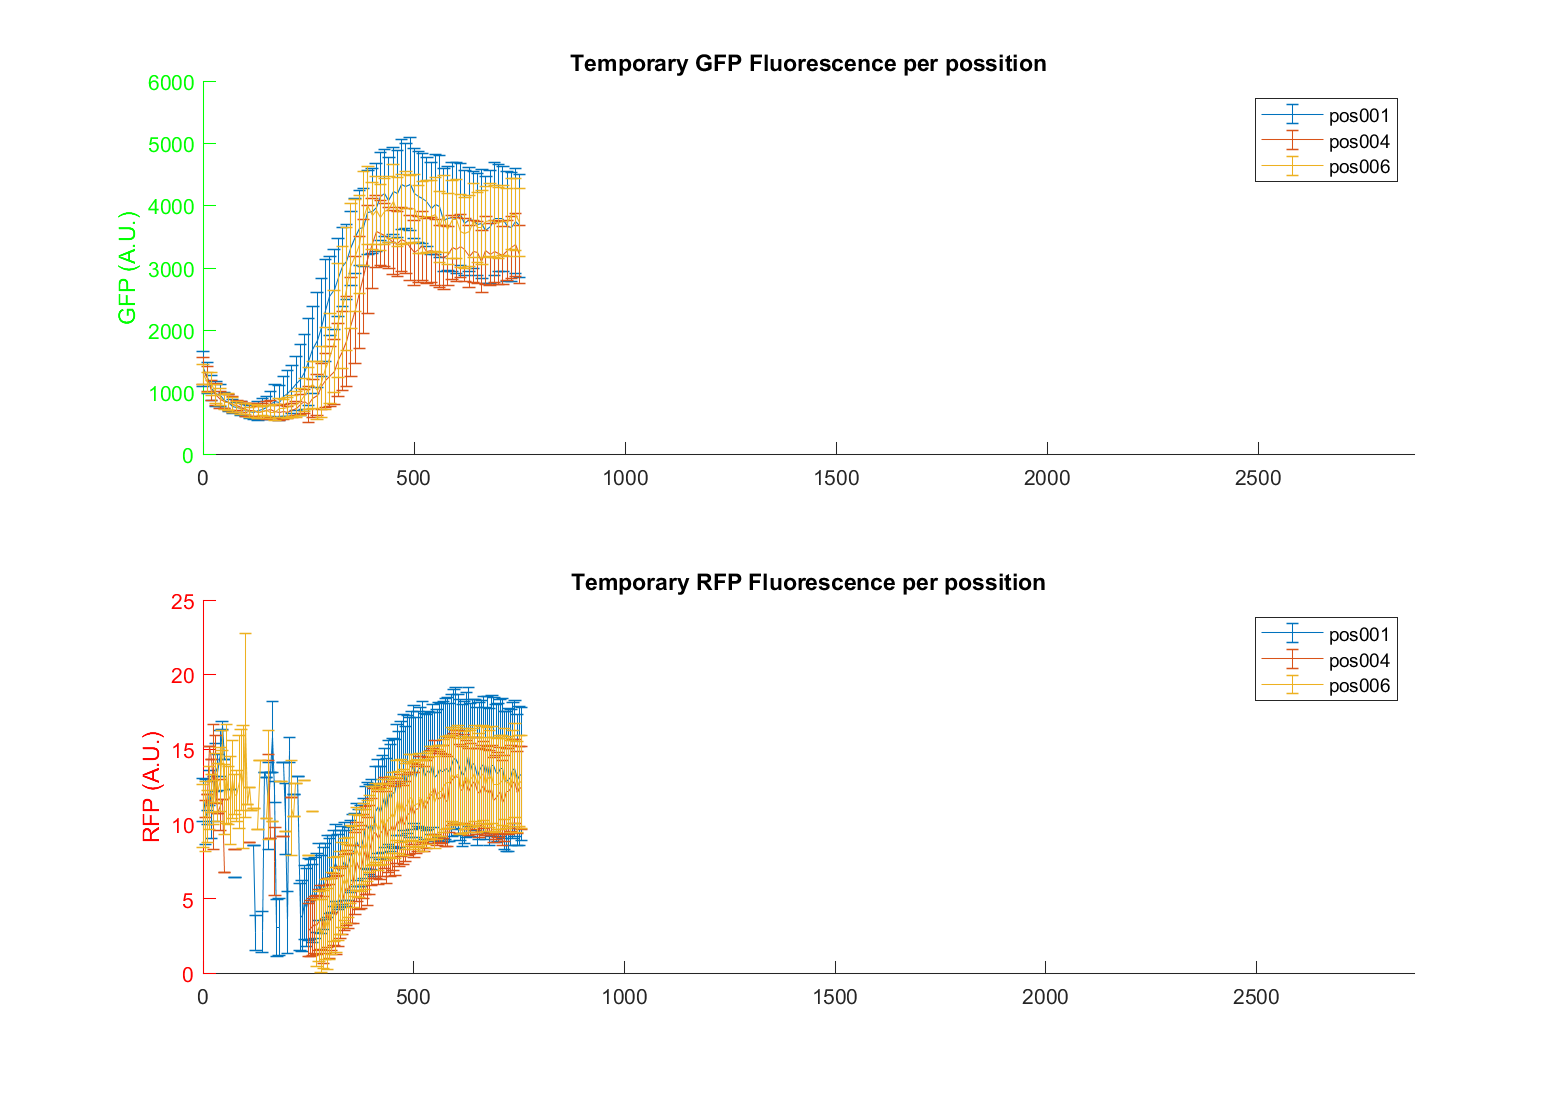 Temporary GFP Fluorescence per possition
6000
5000
4000
3000
2000
1000
0
GFP (A.U.)
pos001
pos004
pos006
0 500 1000 1500 2000 2500
Temporary RFP Fluorescence per possition
25
20
15
10
5
0
RFP (A.U.)
pos001
pos004
pos006
0 500 1000 1500 2000 2500